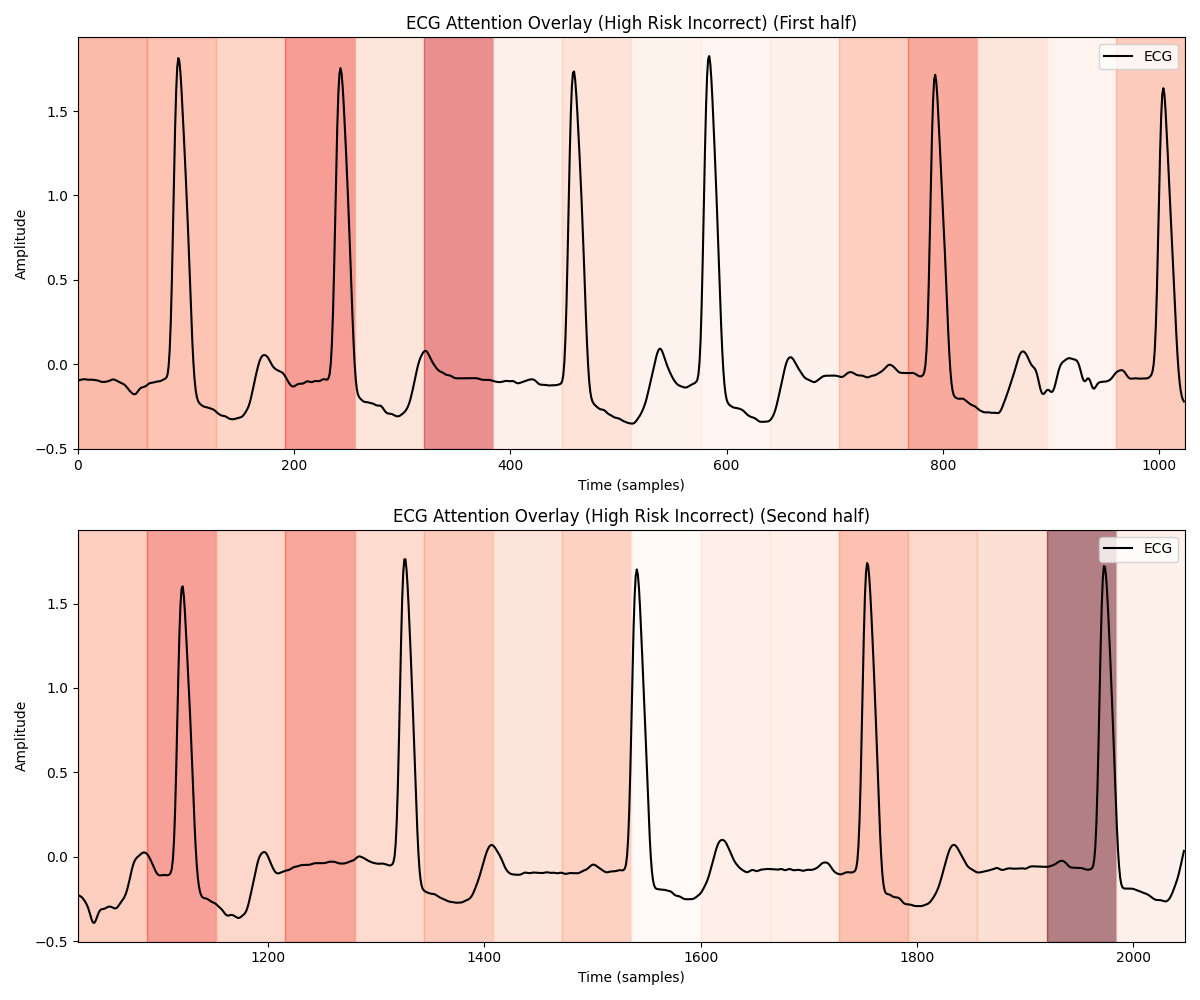 ECG Attention Overlay (High Risk Incorrect) (First half)
ECG
1.5
1.0
0.5
0.0
−0.5
Amplitude
0 200 400 600 800 1000
Time (samples)
ECG Attention Overlay (High Risk Incorrect) (Second half)
ECG
1.5
1.0
0.5
0.0
−0.5
Amplitude
1200 1400 1600 1800 2000
Time (samples)